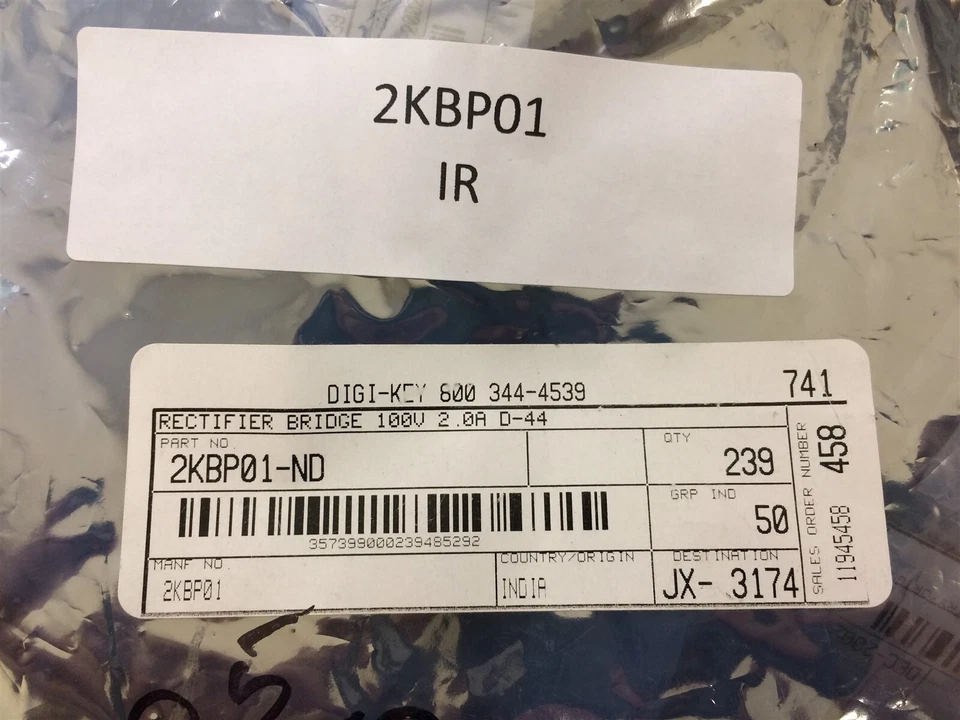 2KBP01
IR
DIGI-KEY 800 344-4539
741
RECTIFIER BRIDGE 100V 2.0A D-44
PART NO.
2KBP01-ND
QTY
239
GRP IND
50
357399000239485292
MANF NO.
2KBP01
COUNTRY/ORIGIN
INDIA
DESTINATION
JX- 3174
SALES ORDER NUMBER
11945458
458